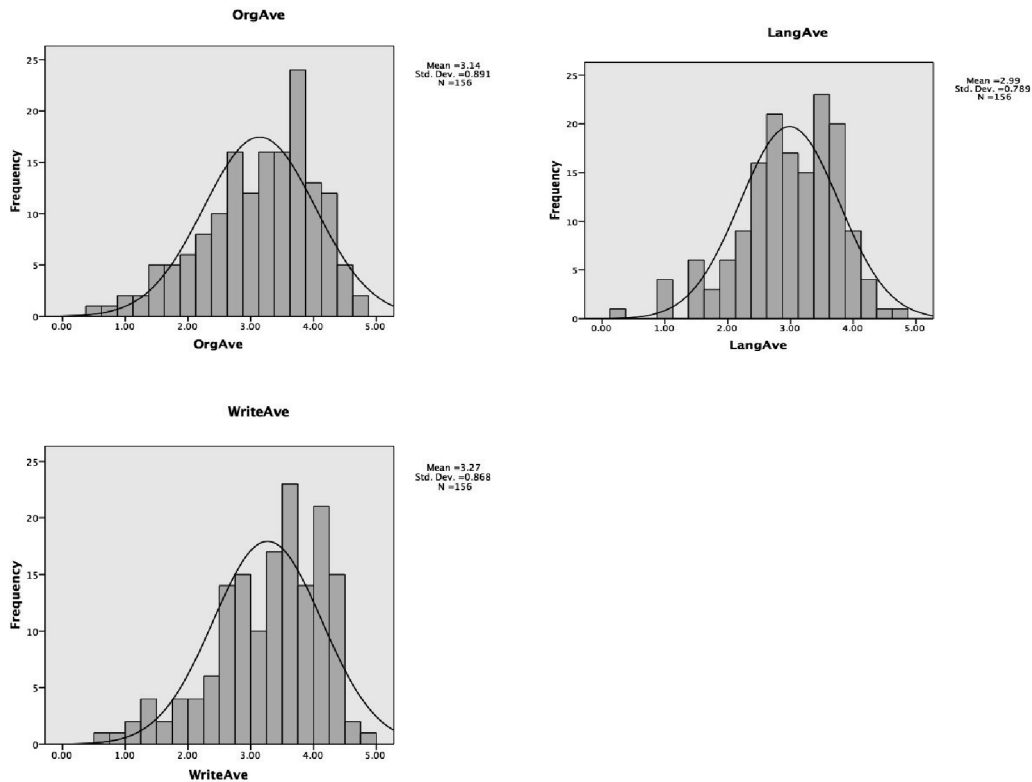 OrgAve
Mean =3.14
Std. Dev. =0.891
N =156
Frequency
25
20
15
10
5
0
0.00 1.00 2.00 3.00 4.00 5.00
OrgAve
LangAve
Mean =2.99
Std. Dev. =0.789
N =156
Frequency
25
20
15
10
5
0
0.00 1.00 2.00 3.00 4.00 5.00
LangAve
WriteAve
Mean =3.27
Std. Dev. =0.868
N =156
Frequency
25
20
15
10
5
0
0.00 1.00 2.00 3.00 4.00 5.00
WriteAve